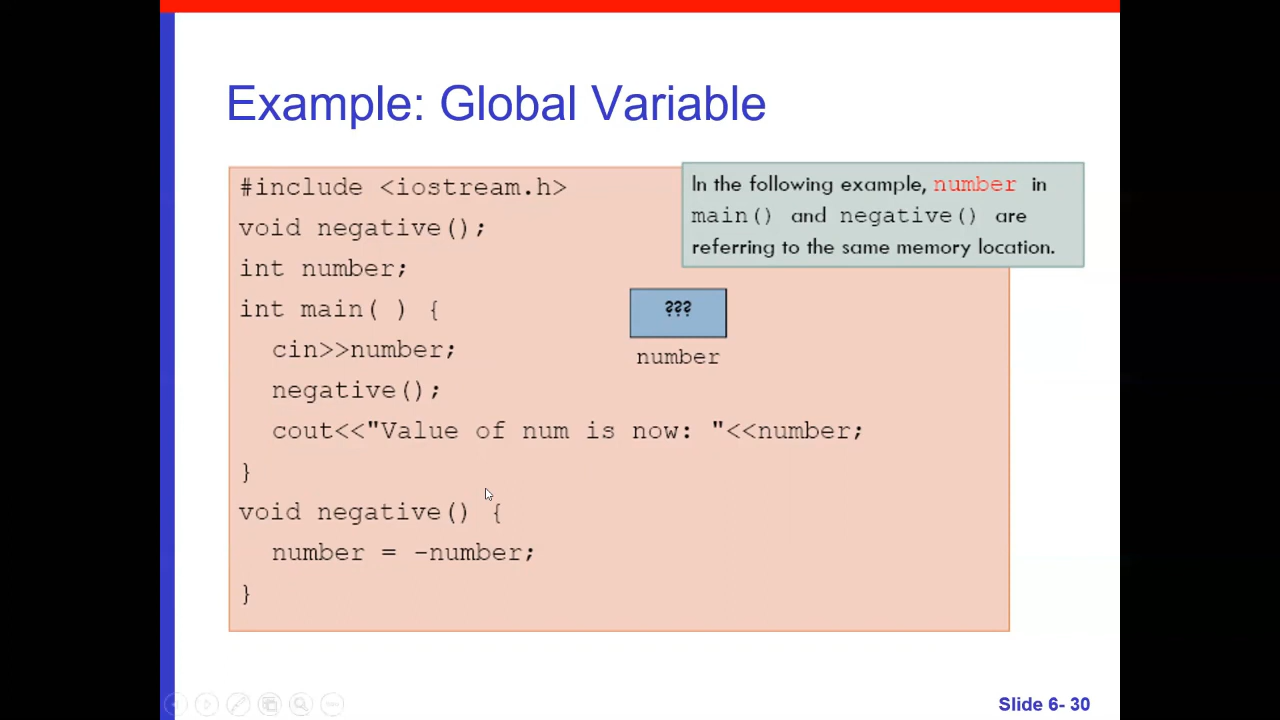 Example: Global Variable
#include <iostream.h>
void negative();
int number;
int main( ) {
cin>>number;
negative();
cout<<"Value of num is now: "<<number;
}
void negative() {
number = -number;
}
In the following example, number in
main() and negative() are
referring to the same memory location.
???
number
Slide 6- 30